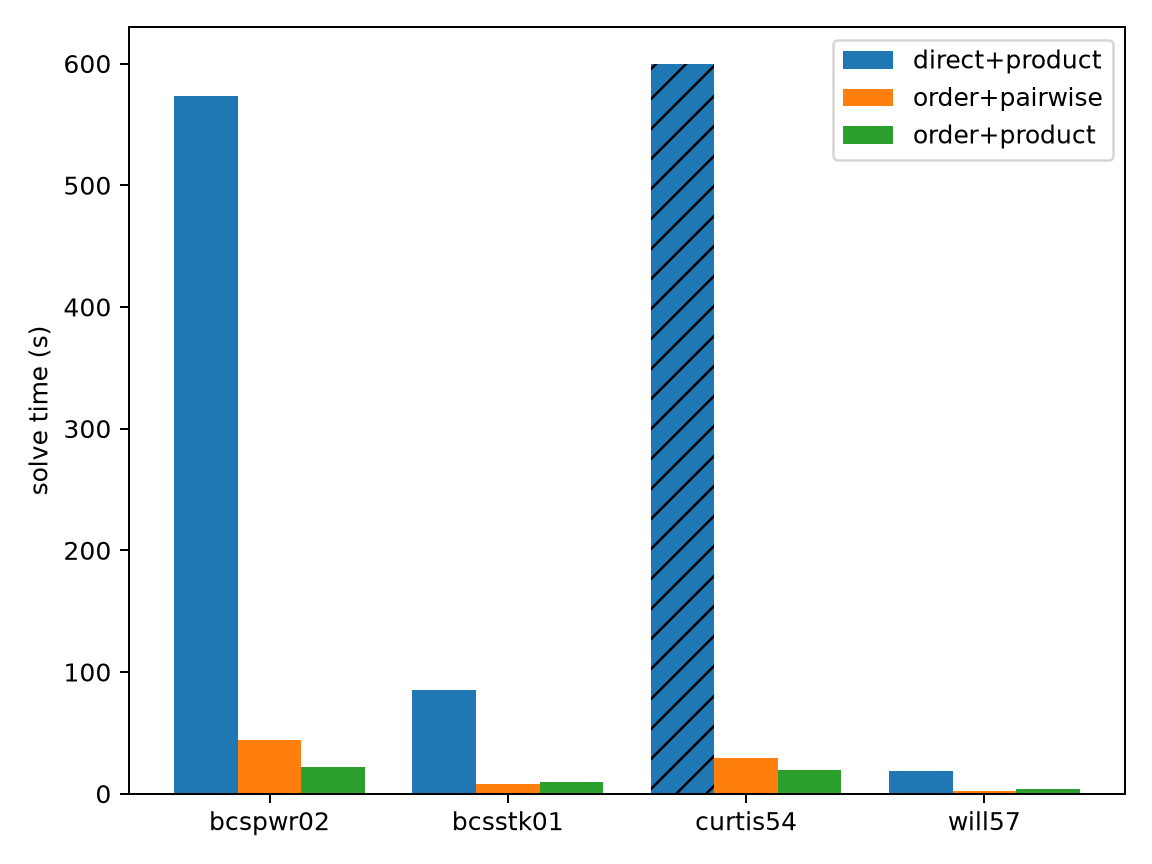 direct+product
order+pairwise
order+product
solve time (s)
600
500
400
300
200
100
0
bcspwr02 bcsstk01 curtis54 will57